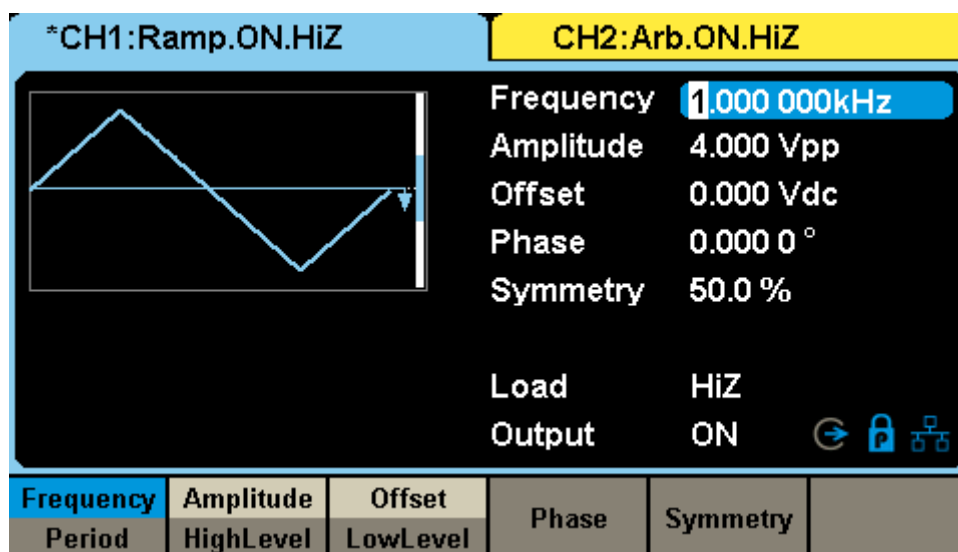 *CH1:Ramp.ON.HiZ CH2:Arb.ON.HiZ
Frequency 1.000 000kHz
Amplitude 4.000 Vpp
Offset 0.000 Vdc
Phase 0.000 0 °
Symmetry 50.0 %
Load HiZ
Output ON
Frequency Amplitude Offset Phase Symmetry
Period HighLevel LowLevel